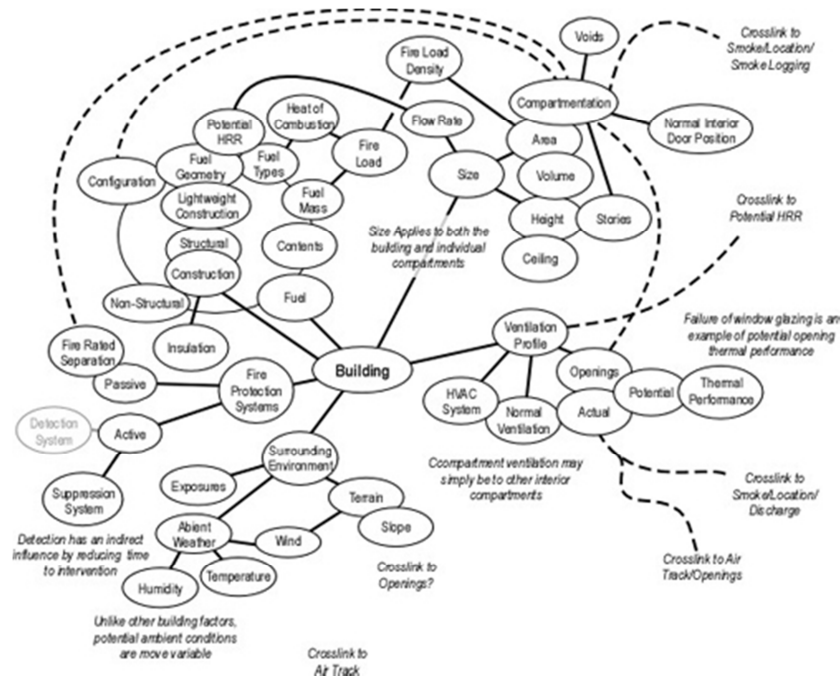 Voids
Crosslink to
Smoke/Location/
Smoke Logging
Fire Load
Density
Compartmentation
Heat of
Combustion
Flow Rate
Normal Interior
Door Position
Potential
HRR
Area
Fire
Load
Fuel
Geometry
Fuel
Types
Size
Volume
Configuration
Lightweight
Construction
Fuel
Mass
Crosslink to
Potential HRR
Height
Stories
Size Applies to both the
building and individual
compartments
Structural
Contents
Ceiling
Construction
Non-Structural
Fuel
Ventilation
Profile
Failure of window glazing is an
example of potential opening
thermal performance
Fire Rated
Separation
Insulation
Building
Openings
Passive
Fire
Protection
Systems
HVAC
System
Normal
Ventilation
Actual
Potential
Thermal
Performance
Detection
System
Active
Surrounding
Environment
Ccompartment ventilation may
simply be to other interior
compartments
Suppression
System
Exposures
Terrain
Slope
Crosslink to
Smoke/Location/
Discharge
Abient
Weather
Wind
Detection has an indirect
influence by reducing time
to intervention
Crosslink to
Openings?
Crosslink to Air
Track/Openings
Humidity
Temperature
Unlike other building factors,
potential ambient conditions
are move variable
Crosslink to
Air Track